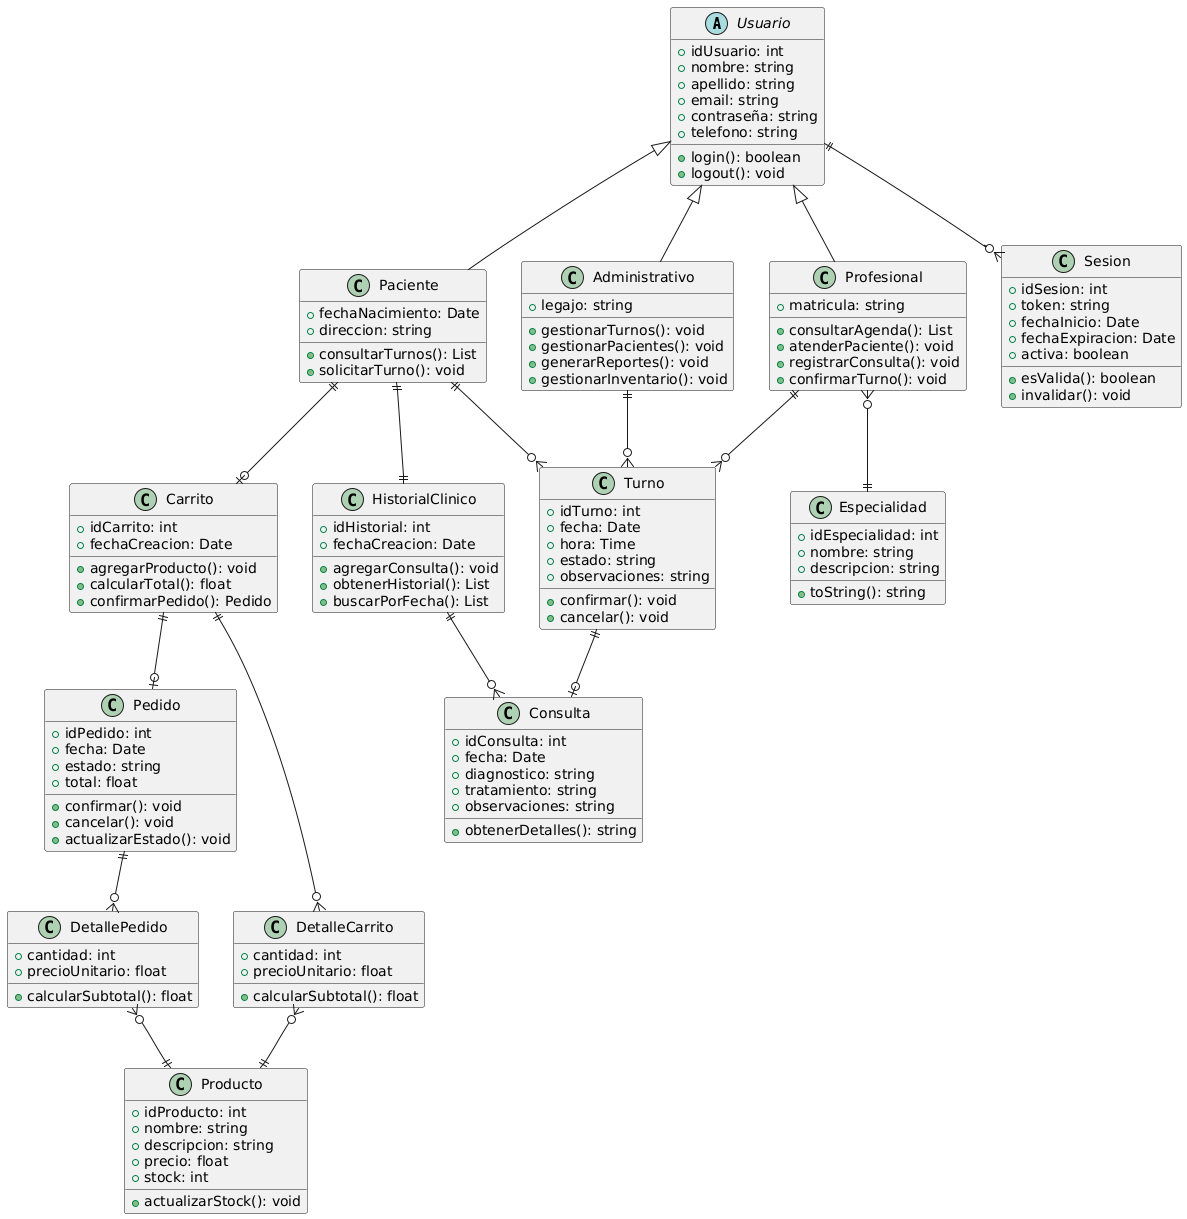 A Usuario
idUsuario: int
nombre: string
apellido: string
email: string
contraseña: string
telefono: string
login(): boolean
logout(): void
C Paciente
fechaNacimiento: Date
direccion: string
consultarTurnos(): List
solicitarTurno(): void
C Administrativo
legajo: string
gestionarTurnos(): void
gestionarPacientes(): void
generarReportes(): void
gestionarInventario(): void
C Profesional
matricula: string
consultarAgenda(): List
atenderPaciente(): void
registrarConsulta(): void
confirmarTurno(): void
C Sesion
idSesion: int
token: string
fechaInicio: Date
fechaExpiracion: Date
activa: boolean
esValida(): boolean
invalidar(): void
C Carrito
idCarrito: int
fechaCreacion: Date
agregarProducto(): void
calcularTotal(): float
confirmarPedido(): Pedido
C HistorialClinico
idHistorial: int
fechaCreacion: Date
agregarConsulta(): void
obtenerHistorial(): List
buscarPorFecha(): List
C Turno
idTurno: int
fecha: Date
hora: Time
estado: string
observaciones: string
confirmar(): void
cancelar(): void
C Especialidad
idEspecialidad: int
nombre: string
descripcion: string
toString(): string
C Pedido
idPedido: int
fecha: Date
estado: string
total: float
confirmar(): void
cancelar(): void
actualizarEstado(): void
C Consulta
idConsulta: int
fecha: Date
diagnostico: string
tratamiento: string
observaciones: string
obtenerDetalles(): string
C DetallePedido
cantidad: int
precioUnitario: float
calcularSubtotal(): float
C DetalleCarrito
cantidad: int
precioUnitario: float
calcularSubtotal(): float
C Producto
idProducto: int
nombre: string
descripcion: string
precio: float
stock: int
actualizarStock(): void